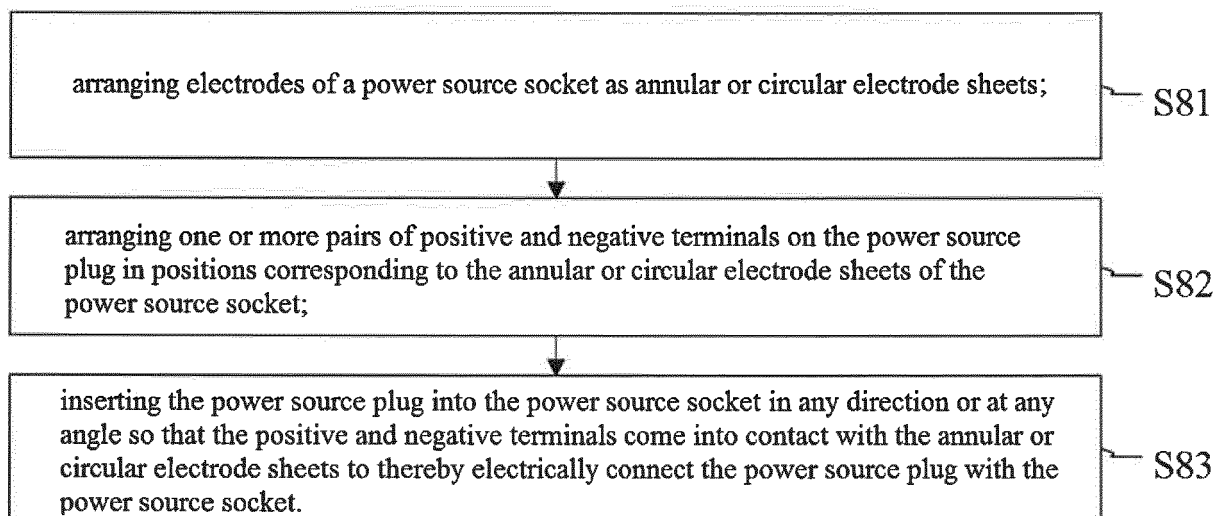 arranging electrodes of a power source socket as annular or circular electrode sheets;
S81
arranging one or more pairs of positive and negative terminals on the power source
plug in positions corresponding to the annular or circular electrode sheets of the
power source socket;
S82
inserting the power source plug into the power source socket in any direction or at any
angle so that the positive and negative terminals come into contact with the annular or
circular electrode sheets to thereby electrically connect the power source plug with the
power source socket.
S83